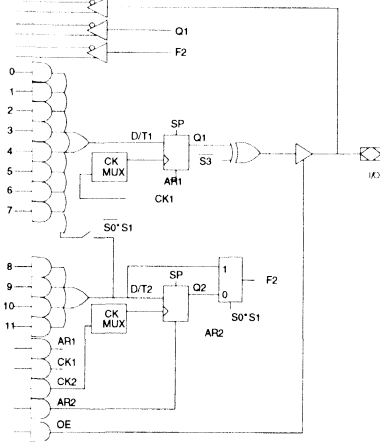 Q1
F2
0
1
2
3
4
5
6
7
D/T1
SP
Q1
S3
CK
MUX
AR1
CK1
I/O
S0*S1
8
9
10
11
D/T2
SP
Q2
1
0
F2
CK
MUX
S0*S1
AR2
AR1
CK1
CK2
AR2
OE